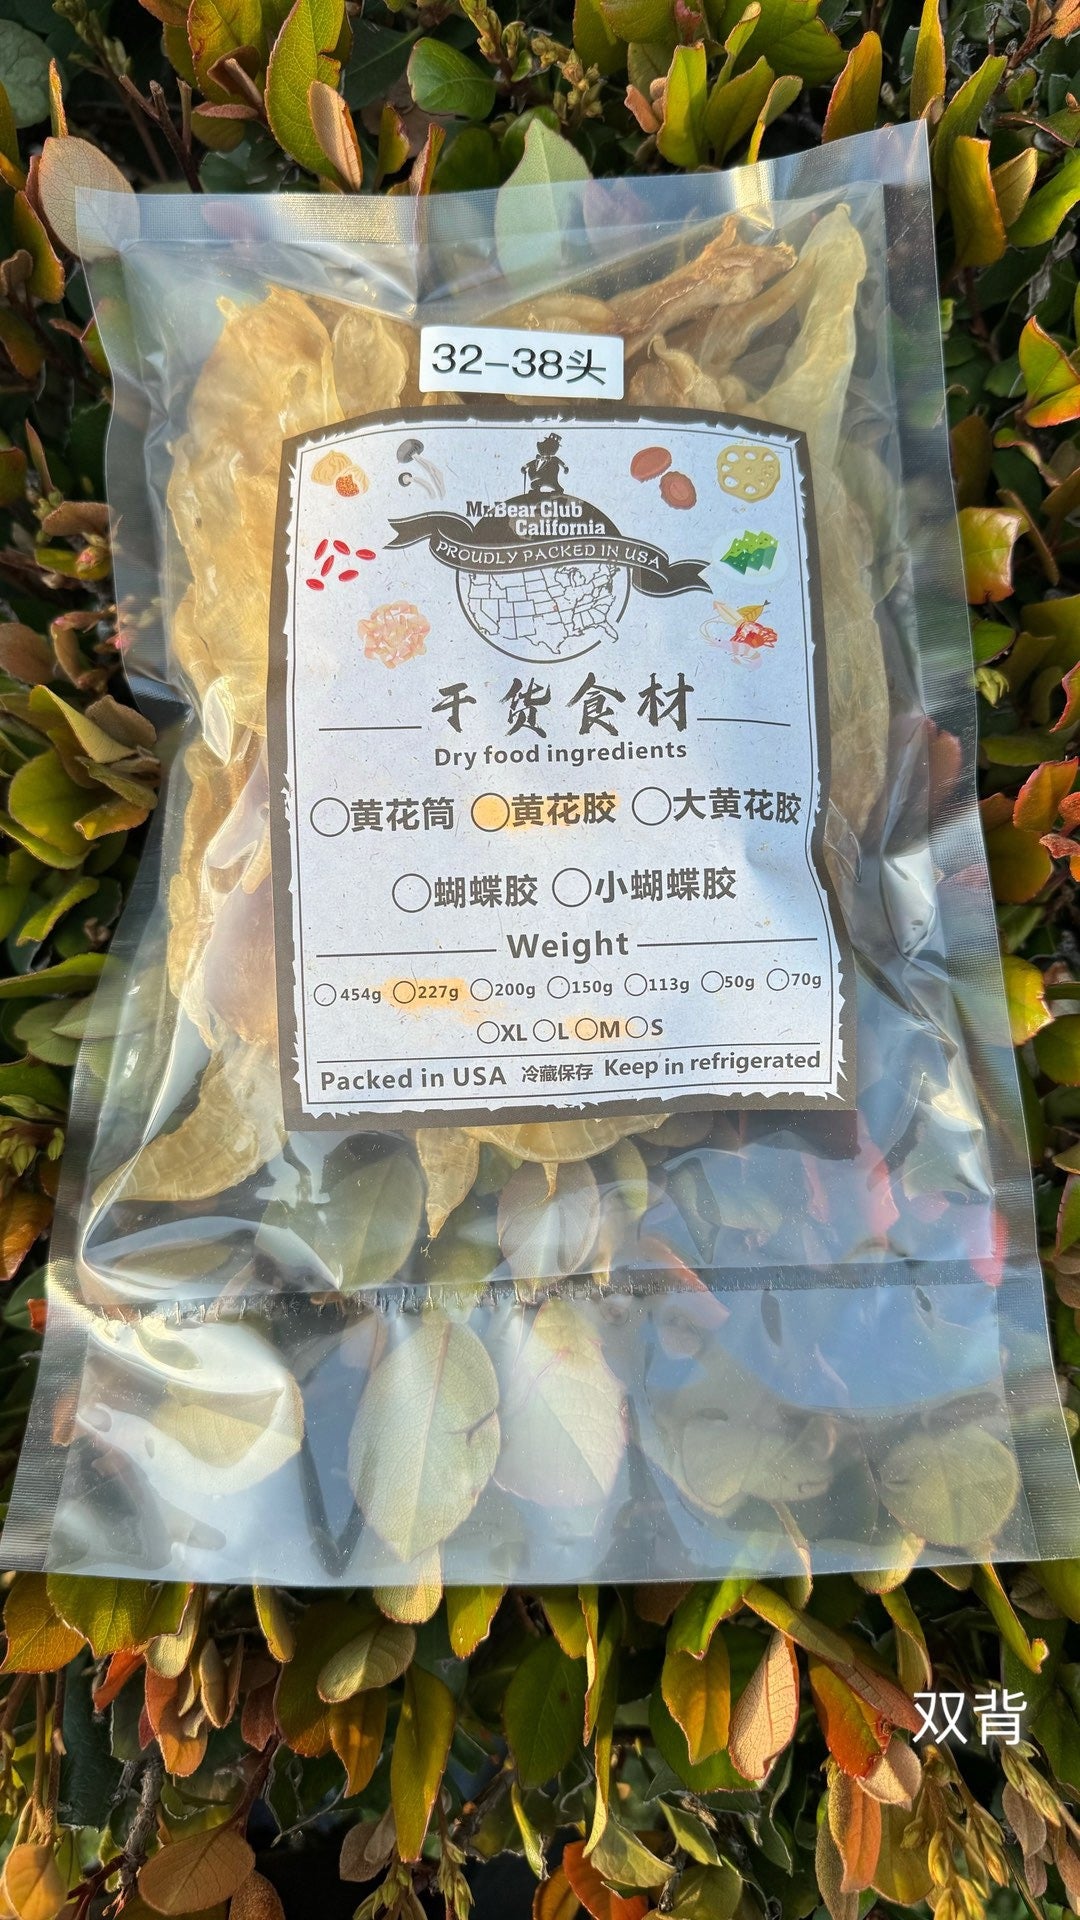 32-38头
Mr.Bear Club
California
PROUDLY PACKED IN USA
干货食材
Dry food ingredients
黄花筒 黄花胶 大黄花胶
蝴蝶胶 小蝴蝶胶
Weight
454g 227g 200g 150g 113g 50g 70g
XL L M S
Packed in USA 冷藏保存 Keep in refrigerated
双背